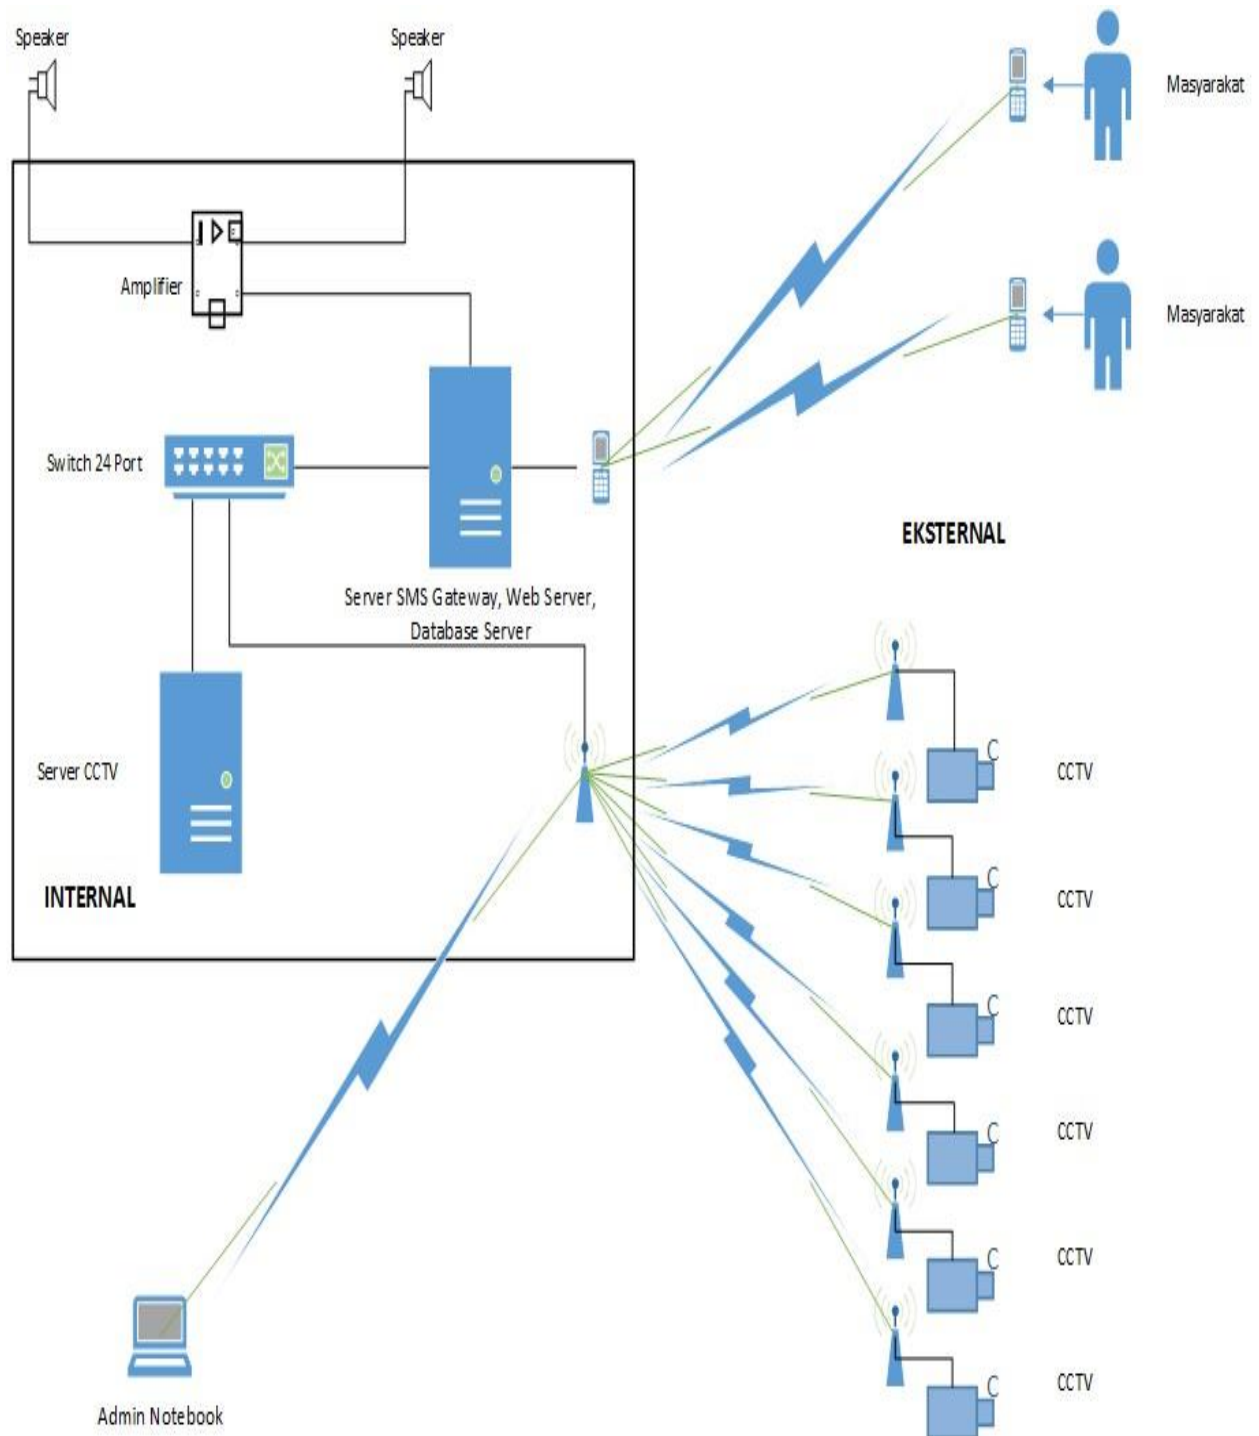 Speaker
Speaker
Masyarakat
Amplifier
Masyarakat
Switch 24 Port
EKSTERNAL
Server SMS Gateway, Web Server,
Database Server
Server CCTV
CCTV
INTERNAL
CCTV
CCTV
CCTV
CCTV
CCTV
Admin Notebook